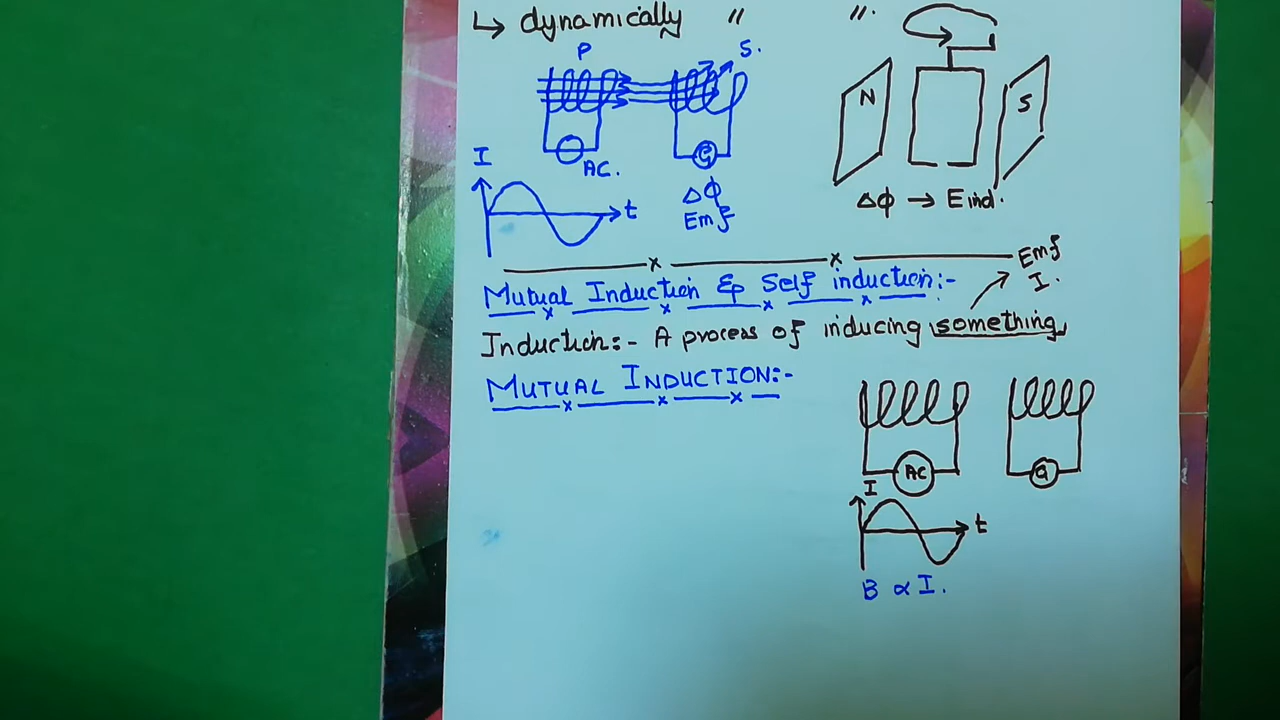 ↳ dynamically " ".
P S.
N S
G
AC.
I
t
Δϕ
Emf
Δϕ → E ind.
Emf
I.
Mutual Induction & Self induction:-
Induction:- A process of inducing something
MUTUAL INDUCTION:-
AC G
I
t
B ∝ I.